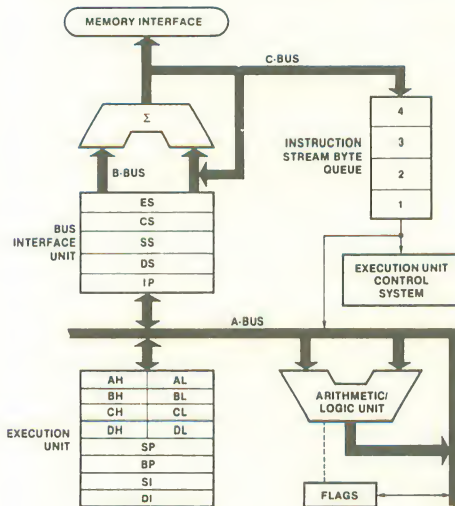 MEMORY INTERFACE
C-BUS
Σ
B-BUS
INSTRUCTION
STREAM BYTE
QUEUE
4
3
2
1
BUS
INTERFACE
UNIT
ES
CS
SS
DS
IP
EXECUTION UNIT
CONTROL
SYSTEM
A-BUS
EXECUTION
UNIT
AH AL
BH BL
CH CL
DH DL
SP
BP
SI
DI
ARITHMETIC/
LOGIC UNIT
FLAGS